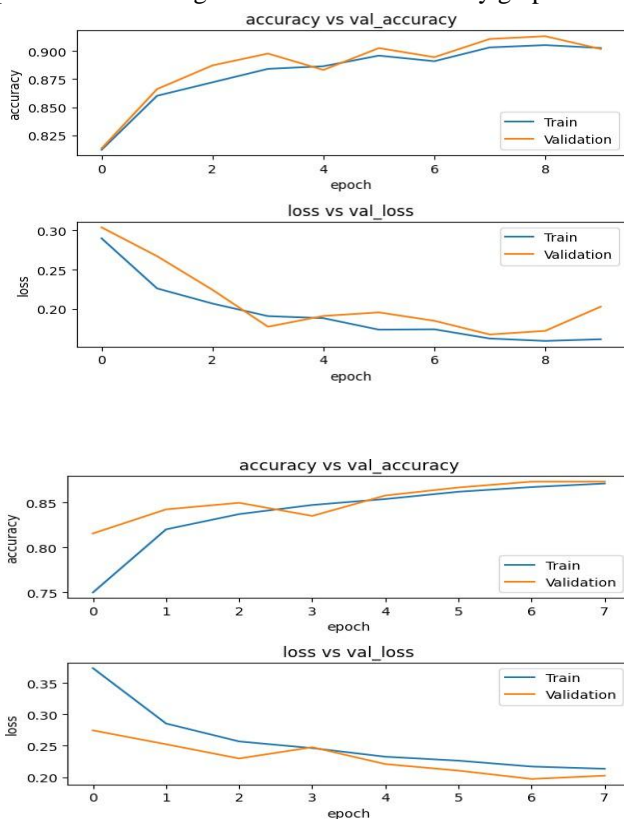 accuracy vs val_accuracy
0.900
0.875
0.850
0.825
accuracy
Train
Validation
0 2 4 6 8
epoch
loss vs val_loss
0.30
0.25
0.20
loss
Train
Validation
0 2 4 6 8
epoch
accuracy vs val_accuracy
0.85
0.80
0.75
accuracy
Train
Validation
0 1 2 3 4 5 6 7
epoch
loss vs val_loss
0.35
0.30
0.25
0.20
loss
Train
Validation
0 1 2 3 4 5 6 7
epoch